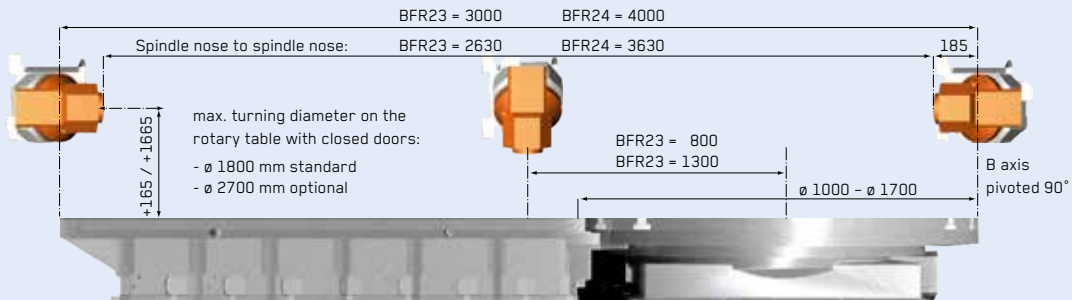 BFR23 = 3000 BFR24 = 4000
Spindle nose to spindle nose: BFR23 = 2630 BFR24 = 3630 185
max. turning diameter on the
rotary table with closed doors:
- ø 1800 mm standard
- ø 2700 mm optional
+165 / +1665
BFR23 = 800
BFR23 = 1300
ø 1000 – ø 1700
B axis
pivoted 90°